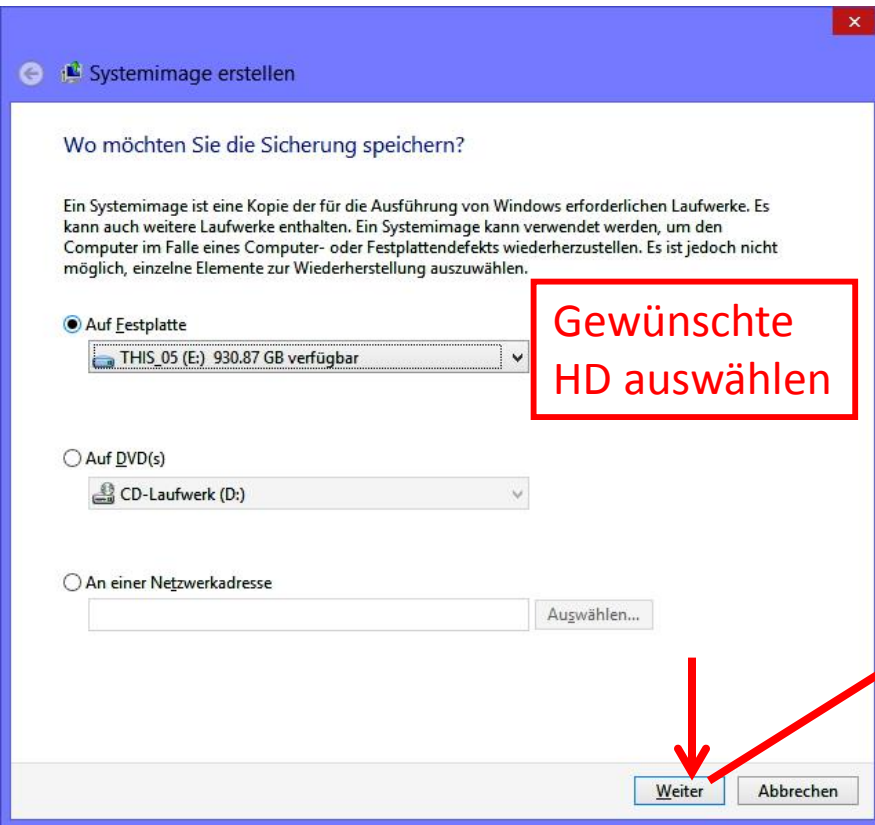 Systemimage erstellen
Wo möchten Sie die Sicherung speichern?
Ein Systemimage ist eine Kopie der für die Ausführung von Windows erforderlichen Laufwerke. Es
kann auch weitere Laufwerke enthalten. Ein Systemimage kann verwendet werden, um den
Computer im Falle eines Computer- oder Festplattendefekts wiederherzustellen. Es ist jedoch nicht
möglich, einzelne Elemente zur Wiederherstellung auszuwählen.
Auf Festplatte
THIS_05 (E:) 930.87 GB verfügbar
Gewünschte
HD auswählen
Auf DVD(s)
CD-Laufwerk (D:)
An einer Netzwerkadresse
Auswählen...
Weiter
Abbrechen